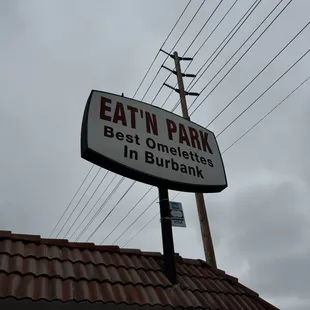 EAT'N PARK
Best Omelettes
In Burbank